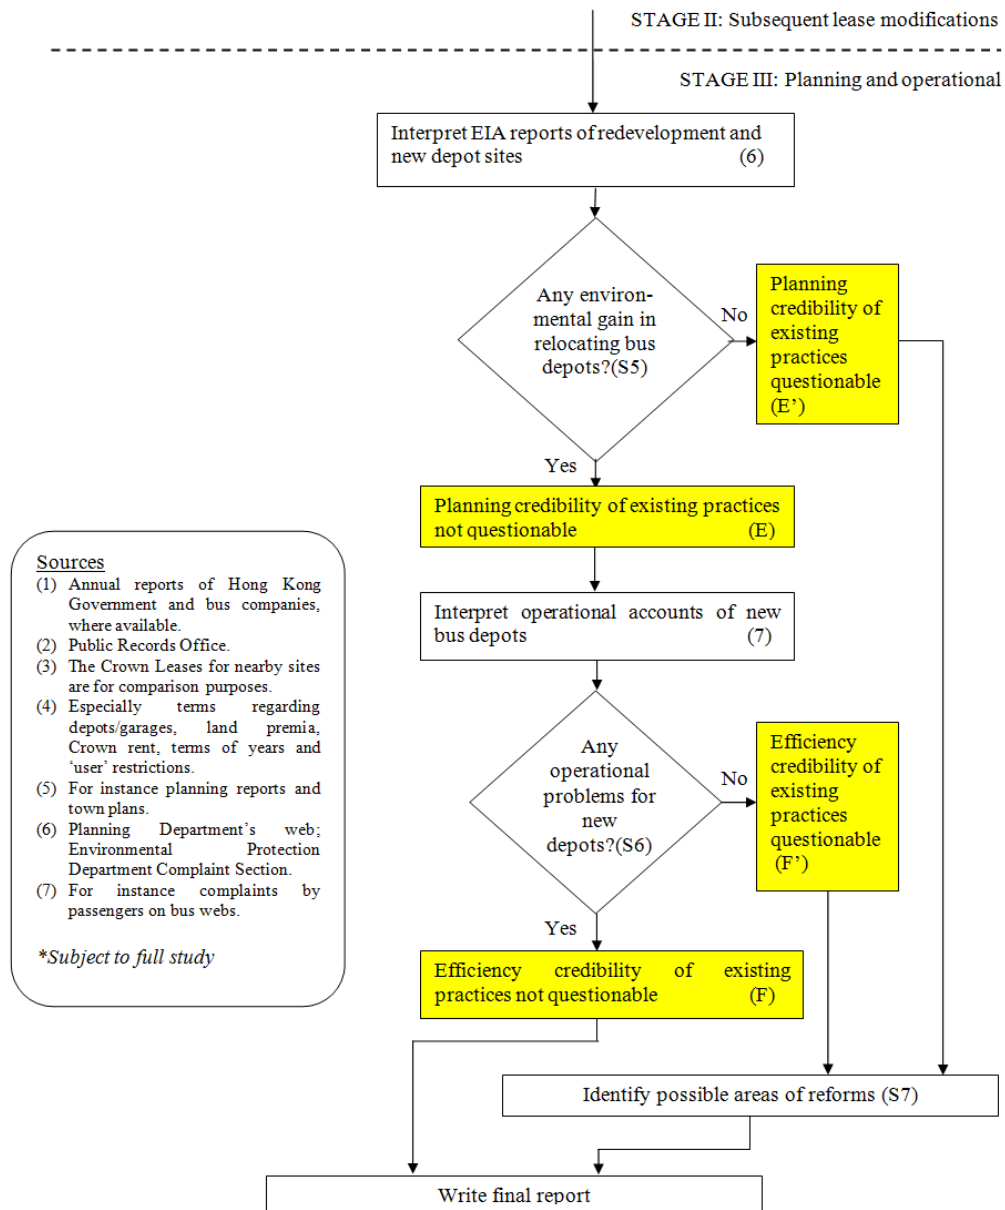 STAGE II: Subsequent lease modifications
STAGE III: Planning and operational
Interpret EIA reports of redevelopment and
new depot sites (6)
Any environ-
mental gain in
relocating bus
depots?(S5)
No
Planning
credibility of
existing
practices
questionable
(E’)
Yes
Planning credibility of existing practices
not questionable (E)
Interpret operational accounts of new
bus depots (7)
Any
operational
problems for
new
depots?(S6)
No
Efficiency
credibility of
existing
practices
questionable
(F’)
Yes
Efficiency credibility of existing
practices not questionable (F)
Identify possible areas of reforms (S7)
Write final report
Sources
(1) Annual reports of Hong Kong
Government and bus companies,
where available.
(2) Public Records Office.
(3) The Crown Leases for nearby sites
are for comparison purposes.
(4) Especially terms regarding
depots/garages, land premia,
Crown rent, terms of years and
‘user’ restrictions.
(5) For instance planning reports and
town plans.
(6) Planning Department’s web;
Environmental Protection
Department Complaint Section.
(7) For instance complaints by
passengers on bus webs.
*Subject to full study